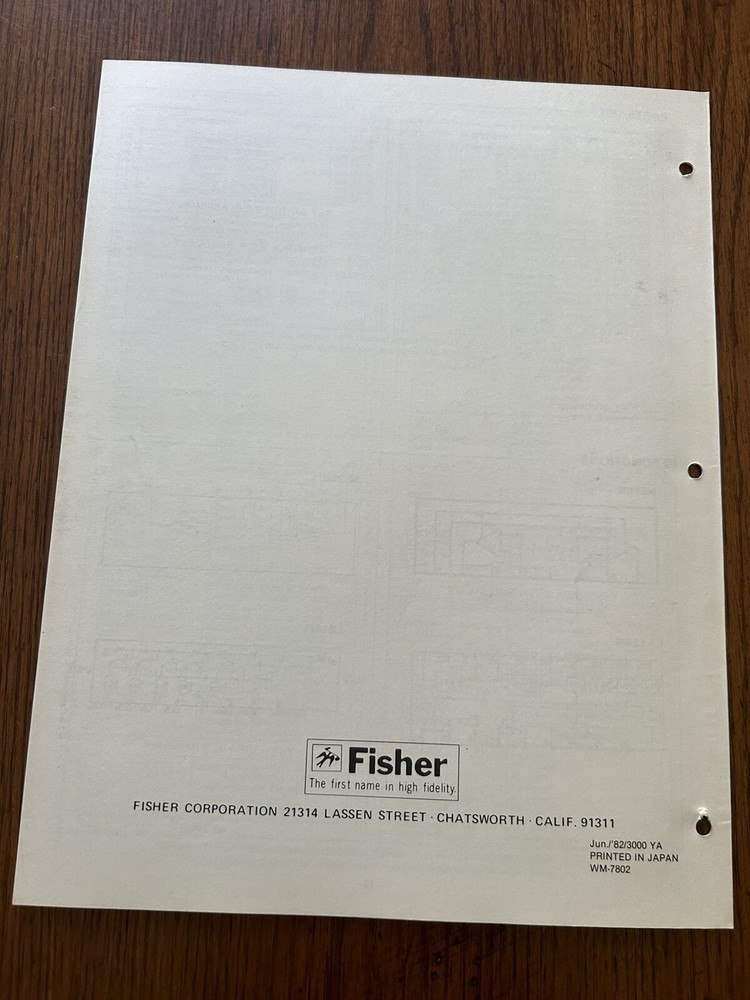 Fisher
The first name in high fidelity.
FISHER CORPORATION 21314 LASSEN STREET · CHATSWORTH · CALIF. 91311
Jun./'82/3000 YA
PRINTED IN JAPAN
WM-7802